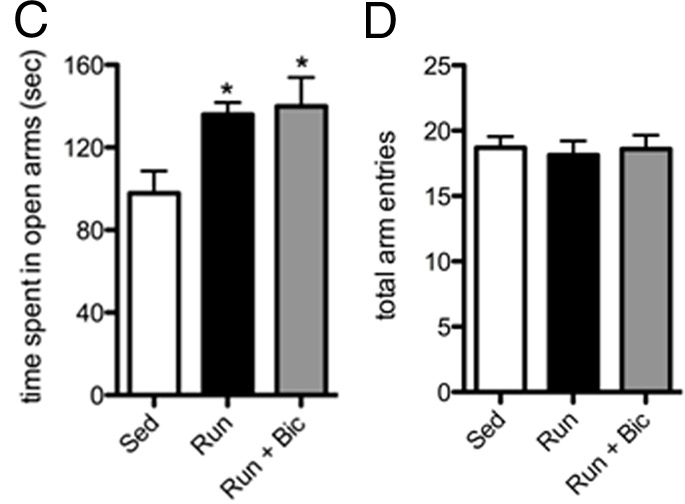 C
time spent in open arms (sec)
160
120
80
40
0
*
*
Sed
Run
Run + Bic
D
total arm entries
25
20
15
10
5
0
Sed
Run
Run + Bic